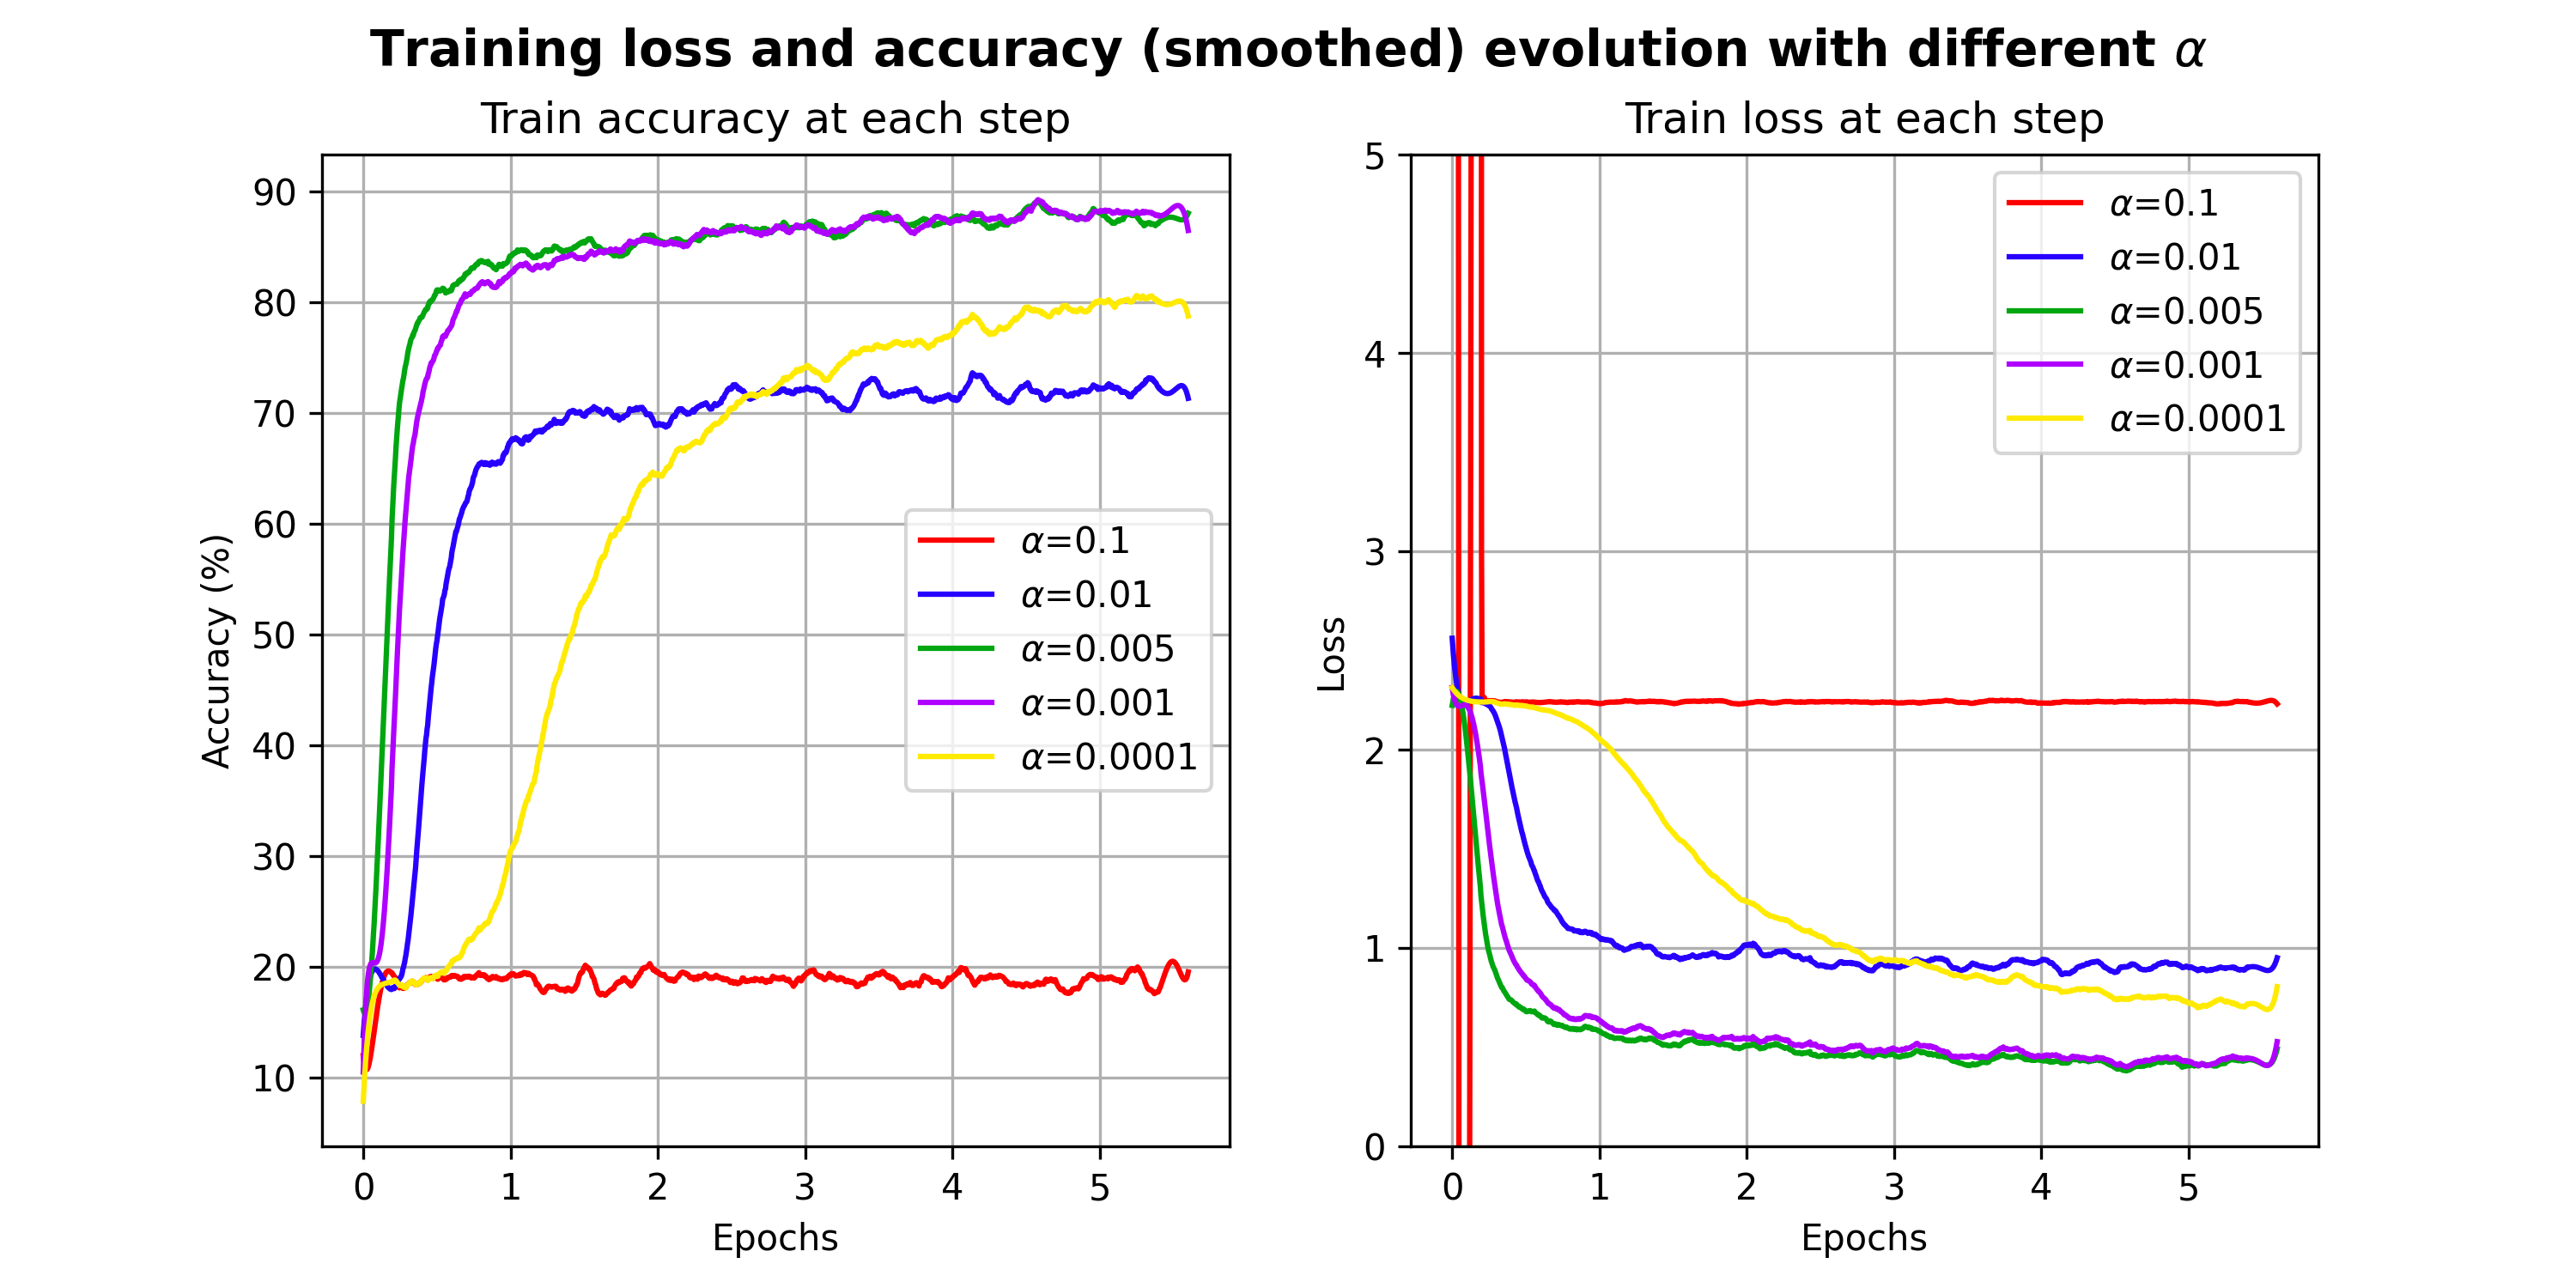 Training loss and accuracy (smoothed) evolution with different α
Train accuracy at each step
90
80
70
60
50
40
30
20
10
Accuracy (%)
0 1 2 3 4 5
Epochs
α=0.1
α=0.01
α=0.005
α=0.001
α=0.0001
Train loss at each step
5
4
3
2
1
0
Loss
0 1 2 3 4 5
Epochs
α=0.1
α=0.01
α=0.005
α=0.001
α=0.0001